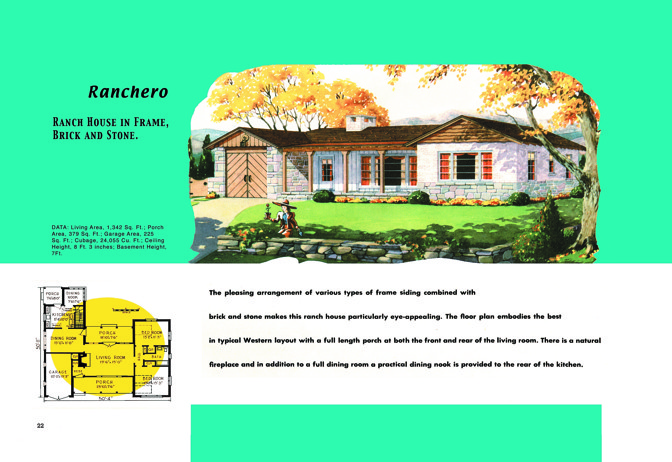 Ranchero
RANCH HOUSE IN FRAME,
BRICK AND STONE.
DATA: Living Area, 1,342 Sq. Ft.; Porch
Area, 379 Sq. Ft.; Garage Area, 225
Sq. Ft.; Cubage, 24,055 Cu. Ft.; Ceiling
Height, 8 Ft. 3 inches; Basement Height,
7Ft.
The pleasing arrangement of various types of frame siding combined with
brick and stone makes this ranch house particularly eye-appealing. The floor plan embodies the best
in typical Western layout with a full length porch at both the front and rear of the living room. There is a natural
fireplace and in addition to a full dining room a practical dining nook is provided to the rear of the kitchen.
PORCH
DINING
KITCHEN
PORCH
BED ROOM
DINING ROOM
LIVING ROOM
GARAGE
PORCH
BED ROOM
50'-4"
22